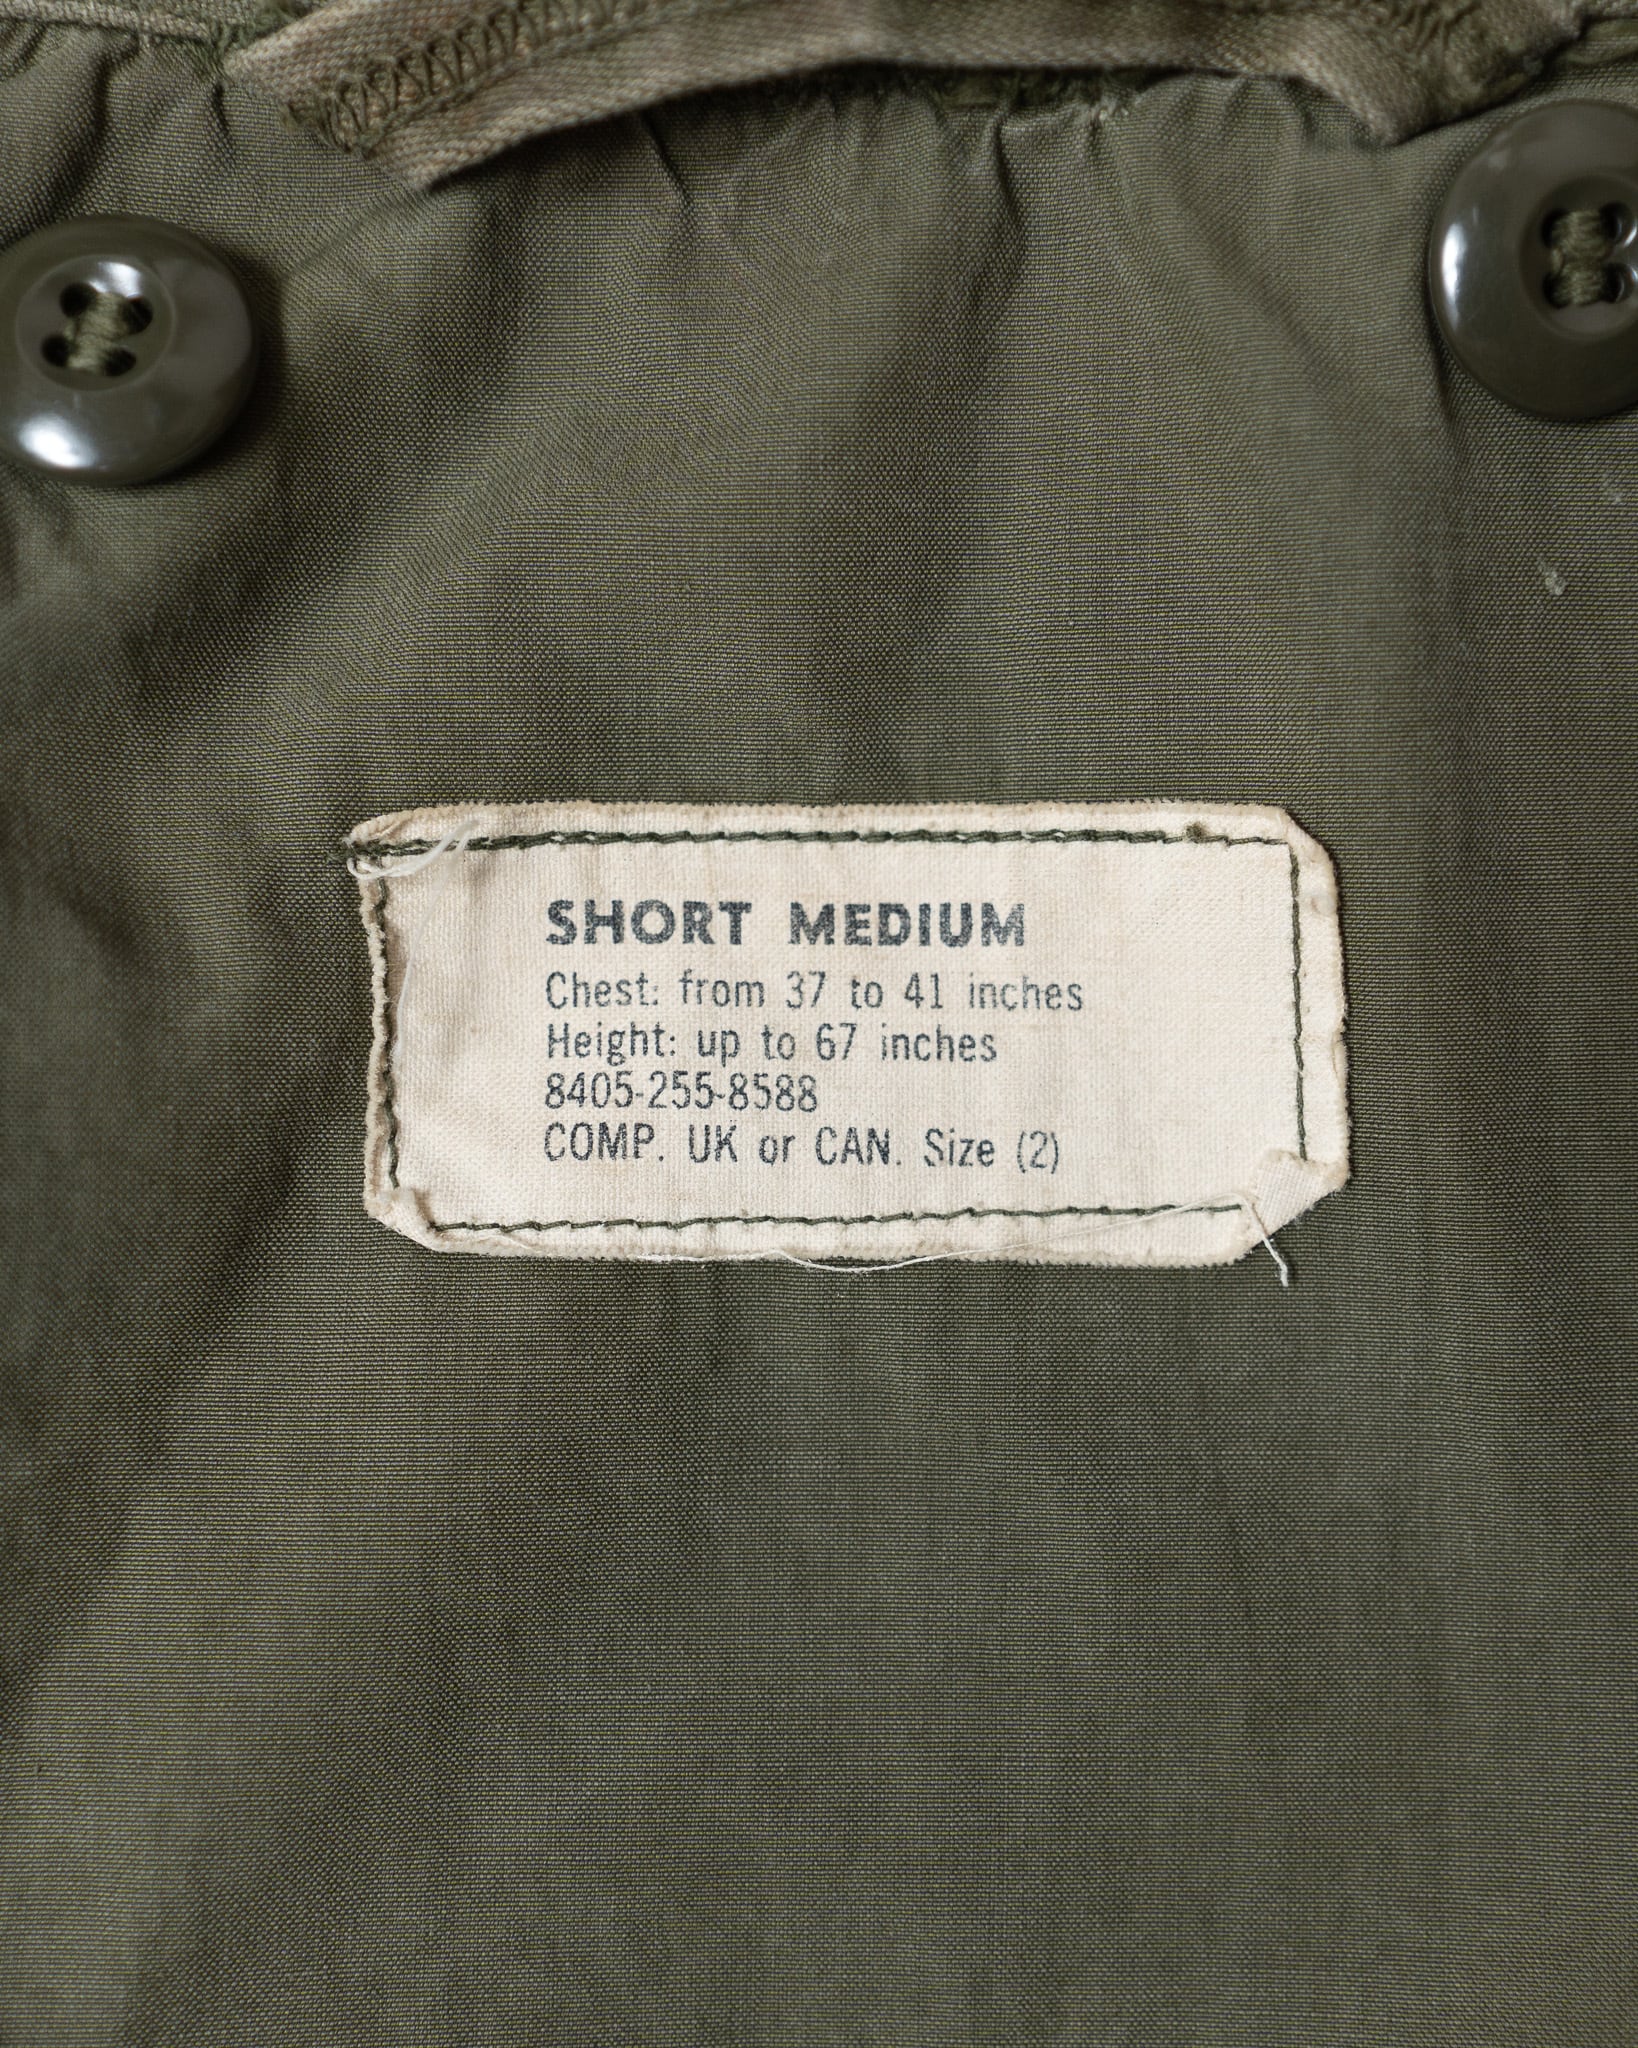 SHORT MEDIUM
Chest: from 37 to 41 inches
Height: up to 67 inches
8405-255-8588
COMP. UK or CAN. Size (2)